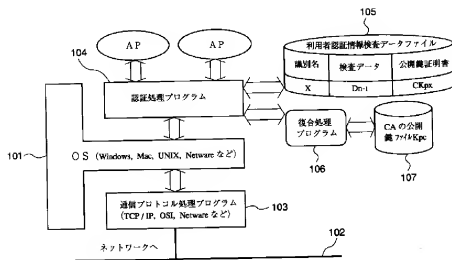 105
利用者認証情報検査データファイル
識別名 検査データ 公開鍵証明書
X Dn-i CKpx
AP AP
104
認証処理プログラム
復合処理
プログラム
106
CAの公開
鍵ファイルKpc
107
101
OS (Windows, Mac, UNIX, Netware など)
通信プロトコル処理プログラム
(TCP/IP, OSI, Netware など)
103
ネットワークへ
102